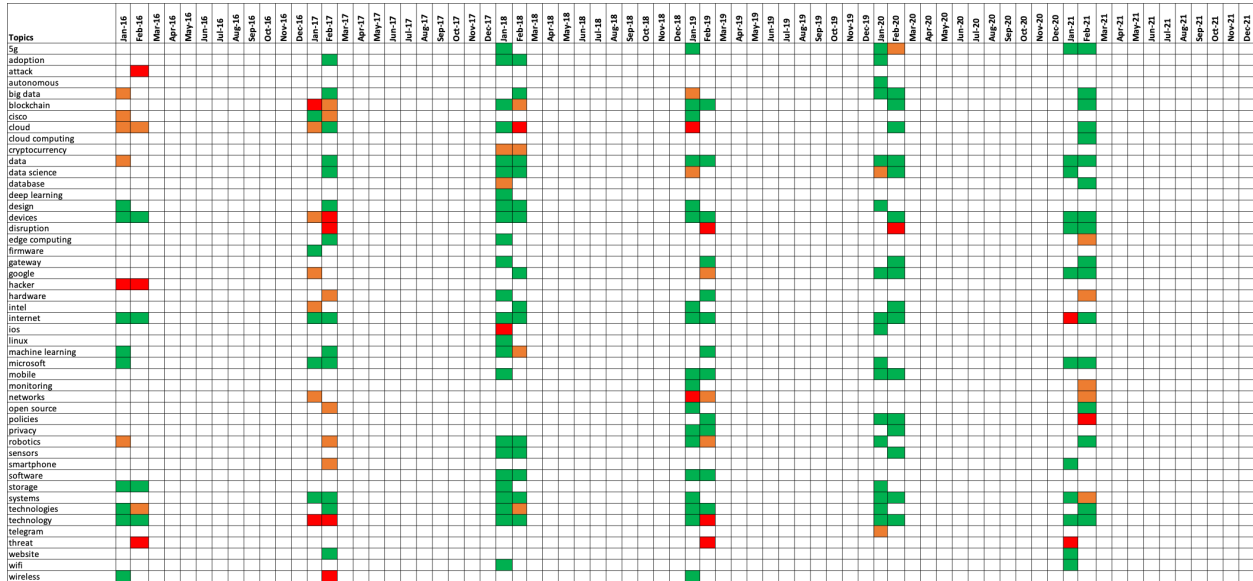 Topics Jan-16 Feb-16 Mar-16 Apr-16 May-16 Jun-16 Jul-16 Aug-16 Sep-16 Oct-16 Nov-16 Dec-16 Jan-17 Feb-17 Mar-17 Apr-17 May-17 Jun-17 Jul-17 Aug-17 Sep-17 Oct-17 Nov-17 Dec-17 Jan-18 Feb-18 Mar-18 Apr-18 May-18 Jun-18 Jul-18 Aug-18 Sep-18 Oct-18 Nov-18 Dec-18 Jan-19 Feb-19 Mar-19 Apr-19 May-19 Jun-19 Jul-19 Aug-19 Sep-19 Oct-19 Nov-19 Dec-19 Jan-20 Feb-20 Mar-20 Apr-20 May-20 Jun-20 Jul-20 Aug-20 Sep-20 Oct-20 Nov-20 Dec-20 Jan-21 Feb-21 Mar-21 Apr-21 May-21 Jun-21 Jul-21 Aug-21 Sep-21 Oct-21 Nov-21 Dec-21
5g
adoption
attack
autonomous
big data
blockchain
cisco
cloud
cloud computing
cryptocurrency
data
data science
database
deep learning
design
devices
disruption
edge computing
firmware
gateway
google
hacker
hardware
intel
internet
ios
linux
machine learning
microsoft
mobile
monitoring
networks
open source
policies
privacy
robotics
sensors
smartphone
software
storage
systems
technologies
technology
telegram
threat
website
wifi
wireless